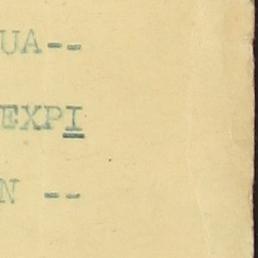 UA--
EXPI
N --